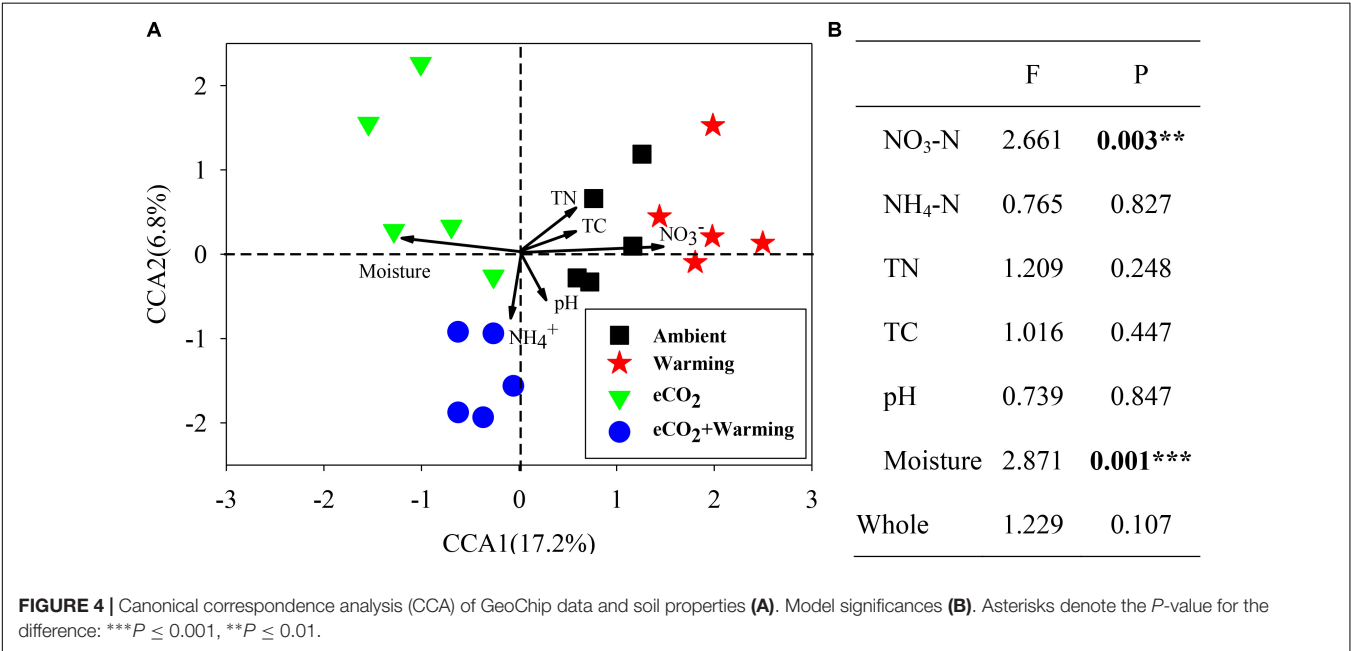 A
2
1
0
-1
-2
CCA2(6.8%)
TN
TC
NO3-
Moisture
pH
NH4+
Ambient
Warming
eCO2
eCO2+Warming
-3 -2 -1 0 1 2 3
CCA1(17.2%)
B
F P
NO3-N 2.661 0.003**
NH4-N 0.765 0.827
TN 1.209 0.248
TC 1.016 0.447
pH 0.739 0.847
Moisture 2.871 0.001***
Whole 1.229 0.107
FIGURE 4 | Canonical correspondence analysis (CCA) of GeoChip data and soil properties (A). Model significances (B). Asterisks denote the P-value for the
difference: ***P ≤ 0.001, **P ≤ 0.01.